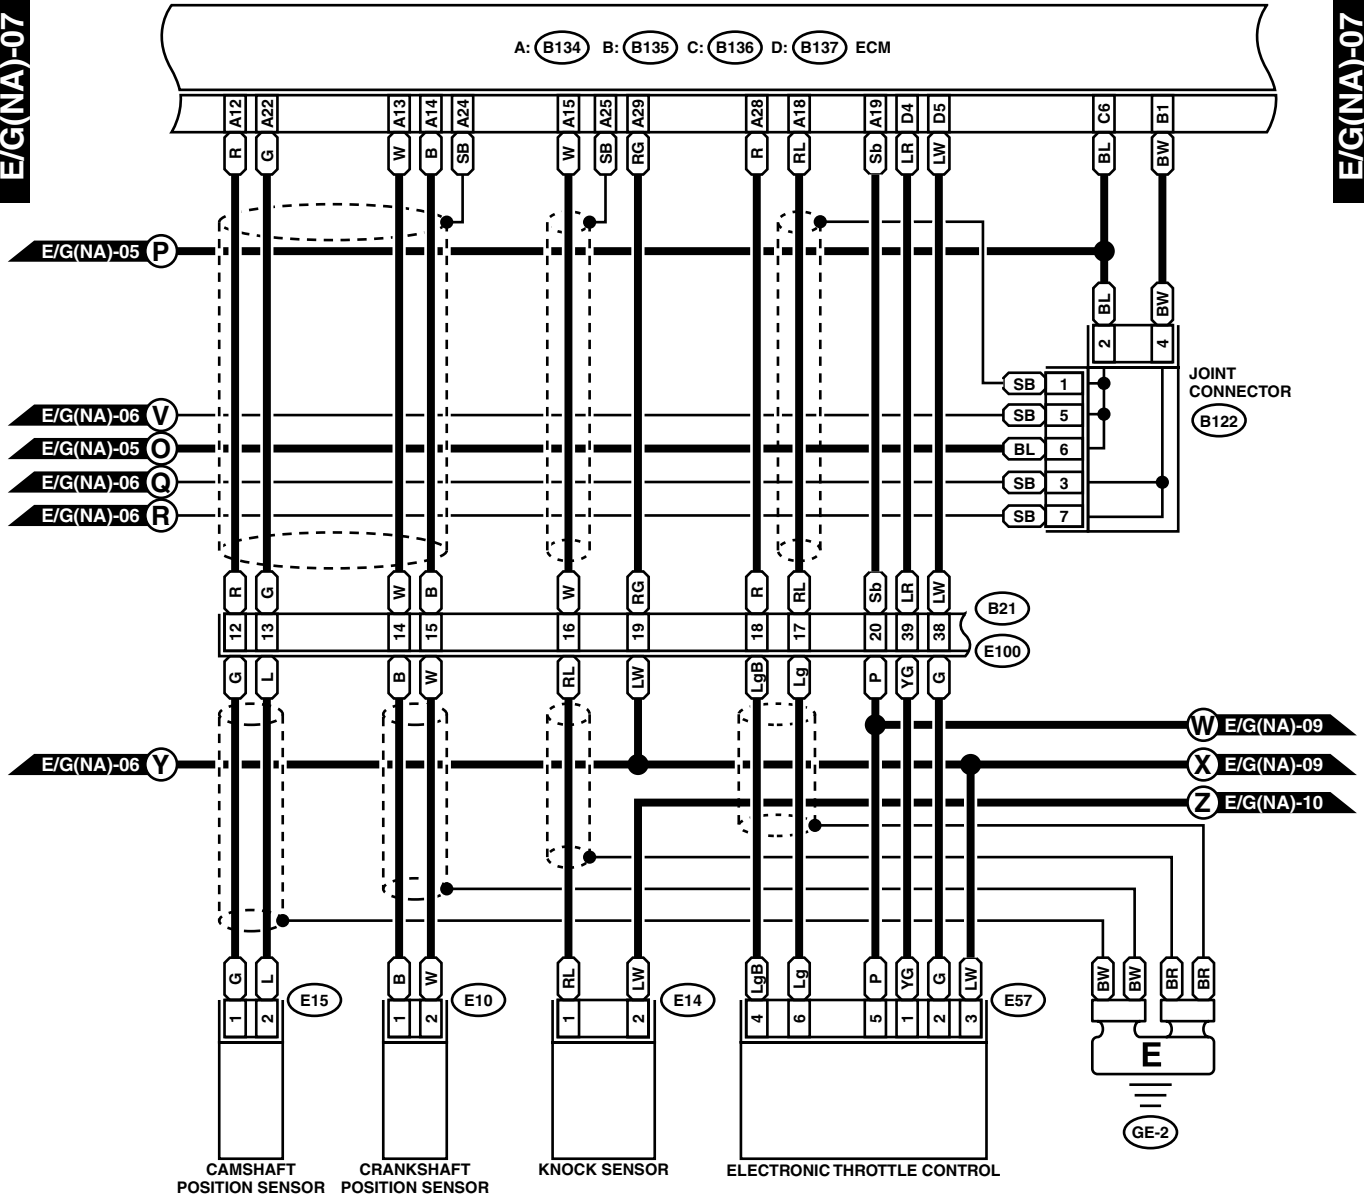 E/G(NA)-07
E/G(NA)-07
A: B134 B: B135 C: B136 D: B137 ECM
A12 A22 A13 A14 A24 A15 A25 A29 A28 A18 A19 D4 D5 C6 B1
R G W B SB W SB RG R RL Sb LR LW BL BW
E/G(NA)-05 P
BL BW
2 4
JOINT
CONNECTOR
B122
SB 1
E/G(NA)-06 V SB 5
E/G(NA)-05 O BL 6
E/G(NA)-06 Q SB 3
E/G(NA)-06 R SB 7
R G W B W RG R RL Sb LR LW
B21
12 13 14 15 16 19 18 17 20 39 38
E100
G L B W RL LW LgB Lg P YG G
W E/G(NA)-09
E/G(NA)-06 Y X E/G(NA)-09
Z E/G(NA)-10
G L B W RL LW LgB Lg P YG G LW BW BW BR BR
E15 E10 E14 E57
1 2 1 2 1 2 4 6 5 1 2 3
E
GE-2
CAMSHAFT
POSITION SENSOR
CRANKSHAFT
POSITION SENSOR
KNOCK SENSOR
ELECTRONIC THROTTLE CONTROL